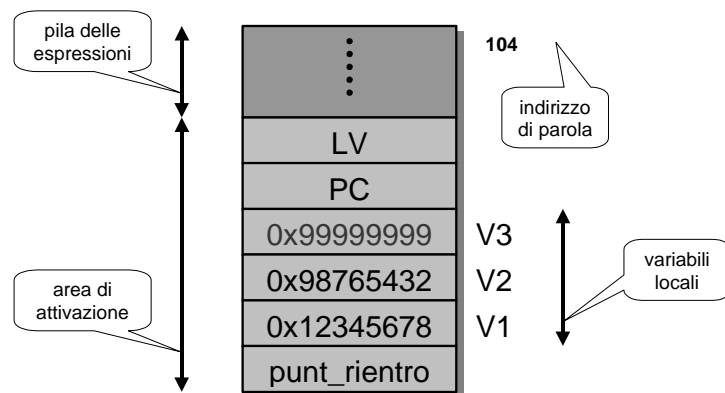 pila delle
espressioni
104
indirizzo
di parola
LV
PC
0x99999999
V3
0x98765432
V2
variabili
locali
area di
attivazione
0x12345678
V1
punt_rientro